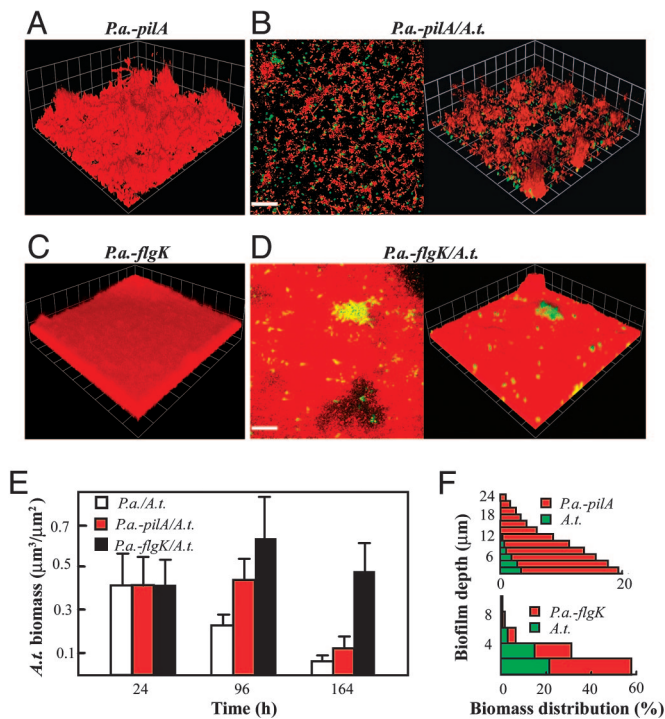 A
P.a.-pilA
B
P.a.-pilA/A.t.
C
P.a.-flgK
D
P.a.-flgK/A.t.
E
A.t. biomass (μm³/μm²)
0.7
0.5
0.3
0.1
P.a./A.t.
P.a.-pilA/A.t.
P.a.-flgK/A.t.
24
96
164
Time (h)
F
Biofilm depth (μm)
24
18
12
6
P.a.-pilA
A.t.
0
20
8
4
P.a.-flgK
A.t.
0
20
40
60
Biomass distribution (%)